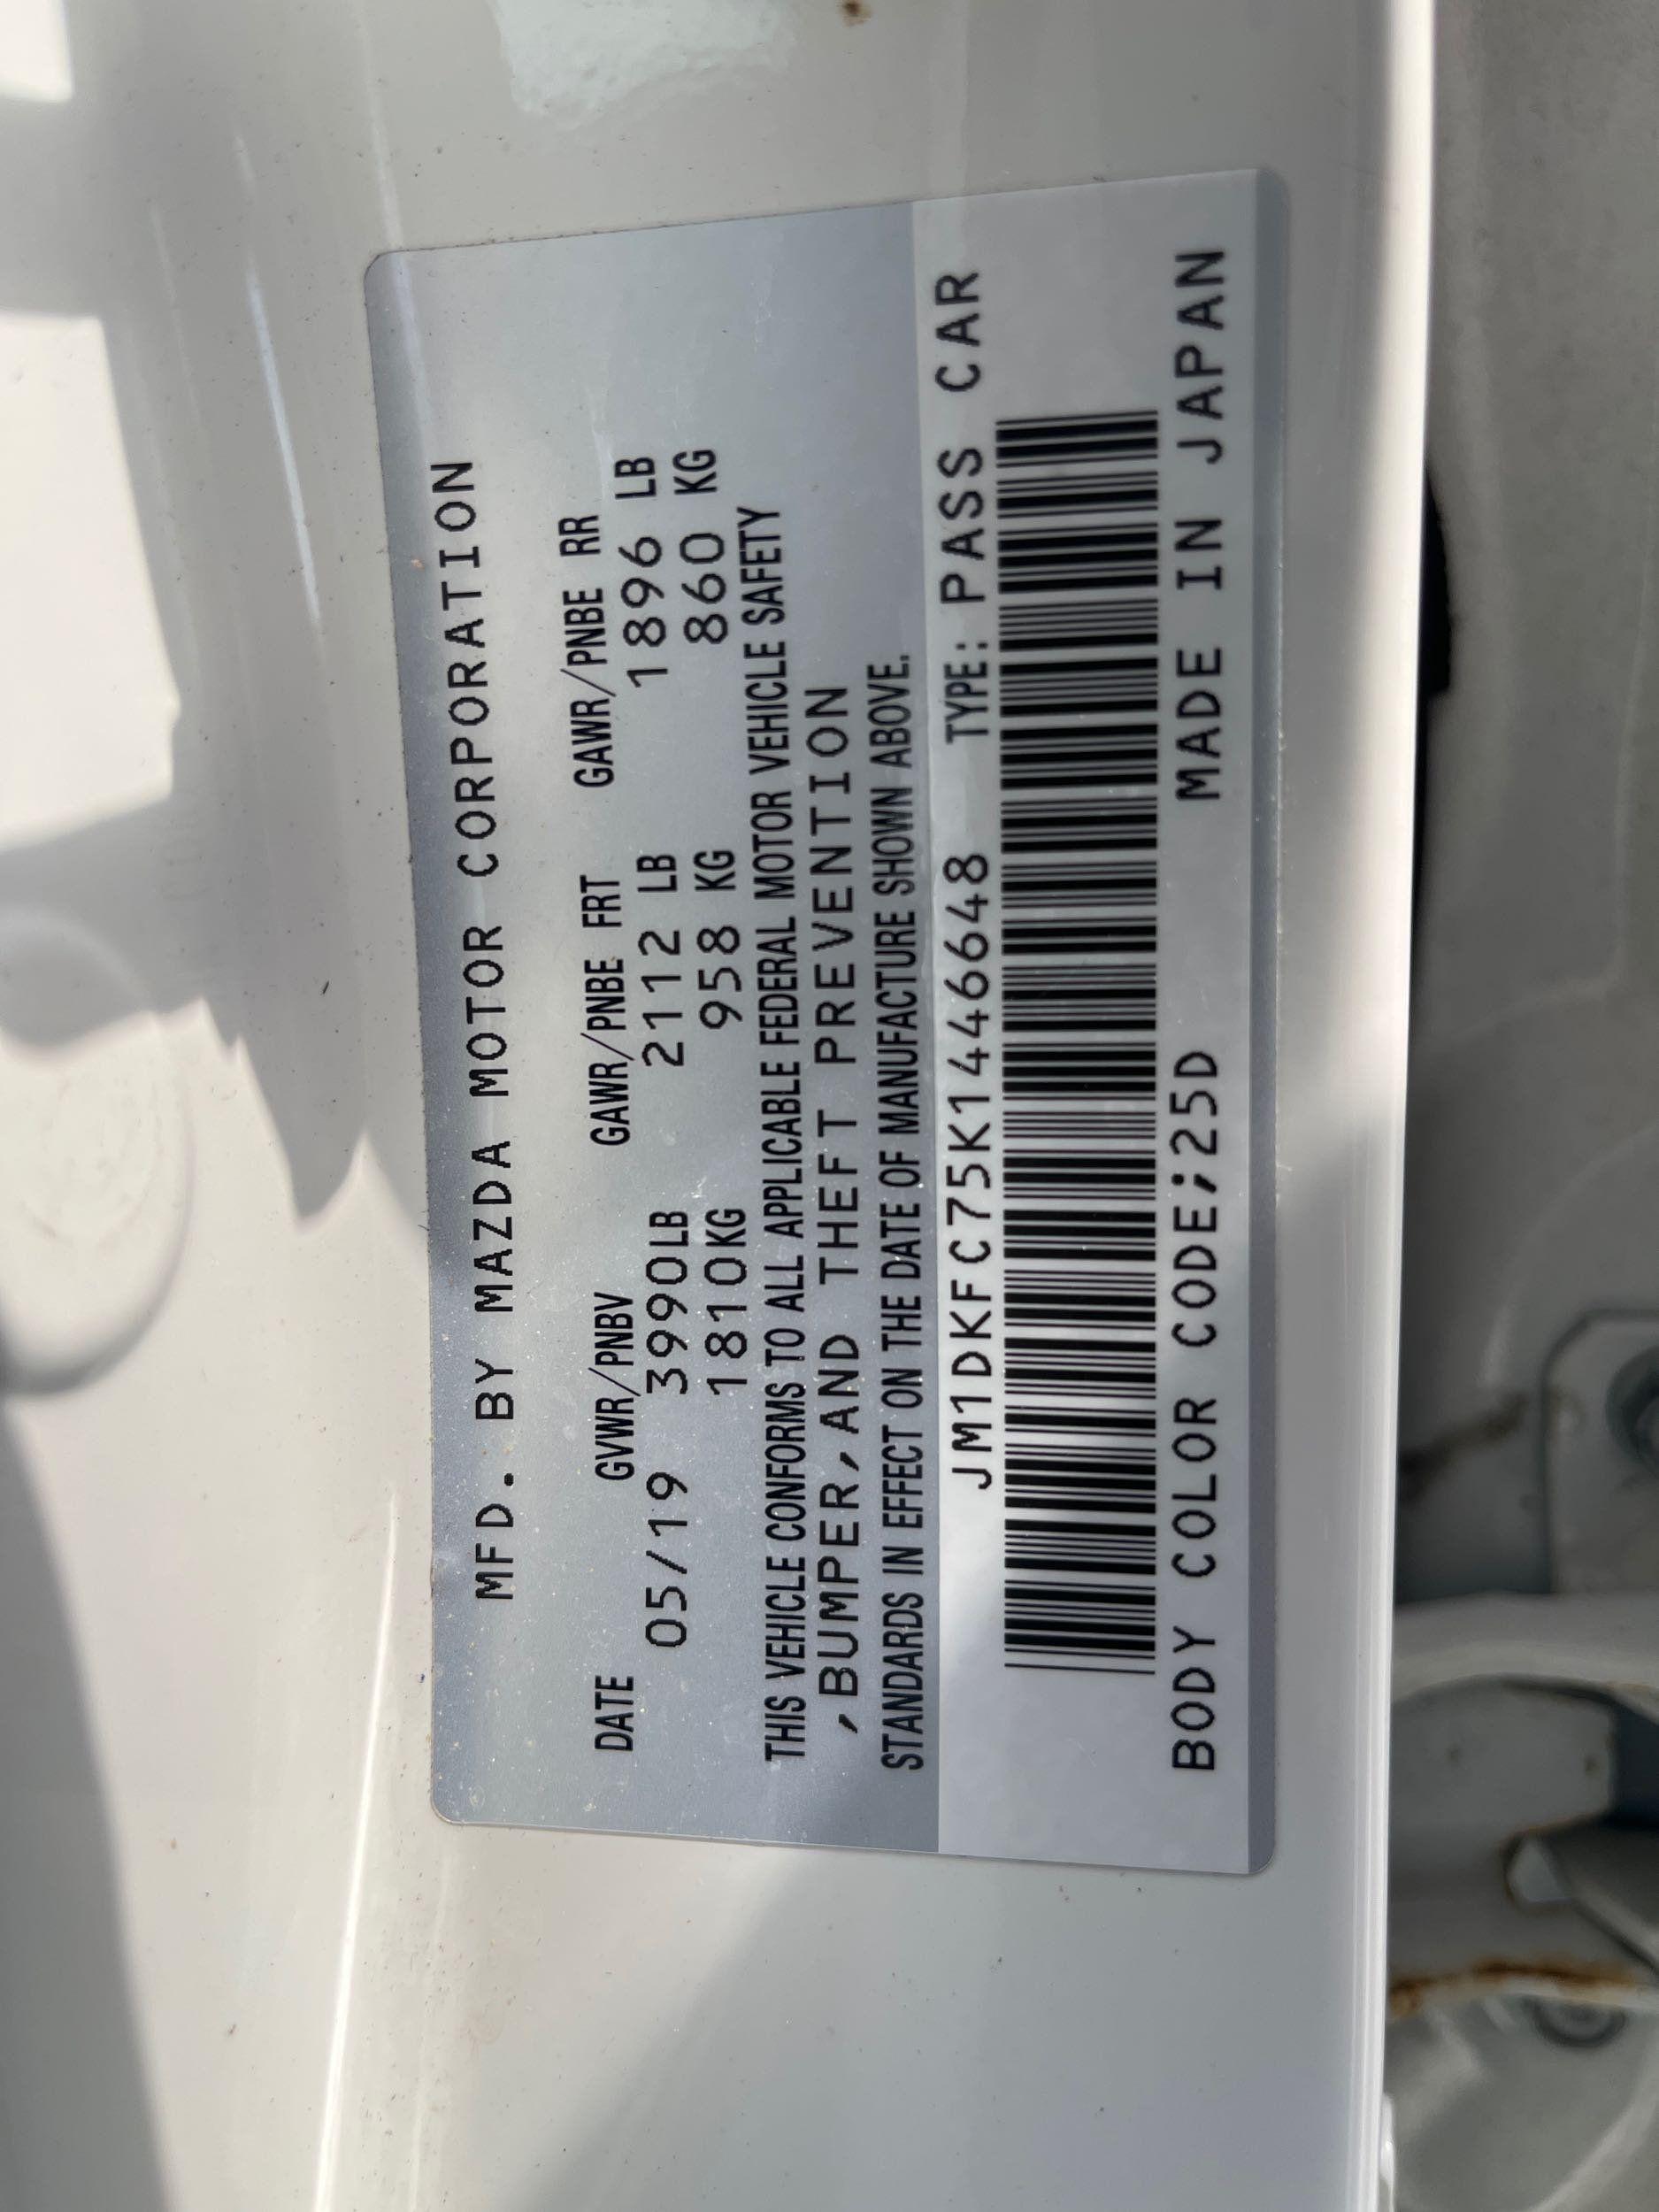 MFD. BY MAZDA MOTOR CORPORATION
DATE GVWR/PNBV GAWR/PNBE FRT GAWR/PNBE RR
05/19 3990LB 2112 LB 1896 LB
1810KG 958 KG 860 KG
THIS VEHICLE CONFORMS TO ALL APPLICABLE FEDERAL MOTOR VEHICLE SAFETY
,BUMPER,AND THEFT PREVENTION
STANDARDS IN EFFECT ON THE DATE OF MANUFACTURE SHOWN ABOVE.
JM1DKFC75K1446648 TYPE: PASS CAR
BODY COLOR CODE;25D MADE IN JAPAN